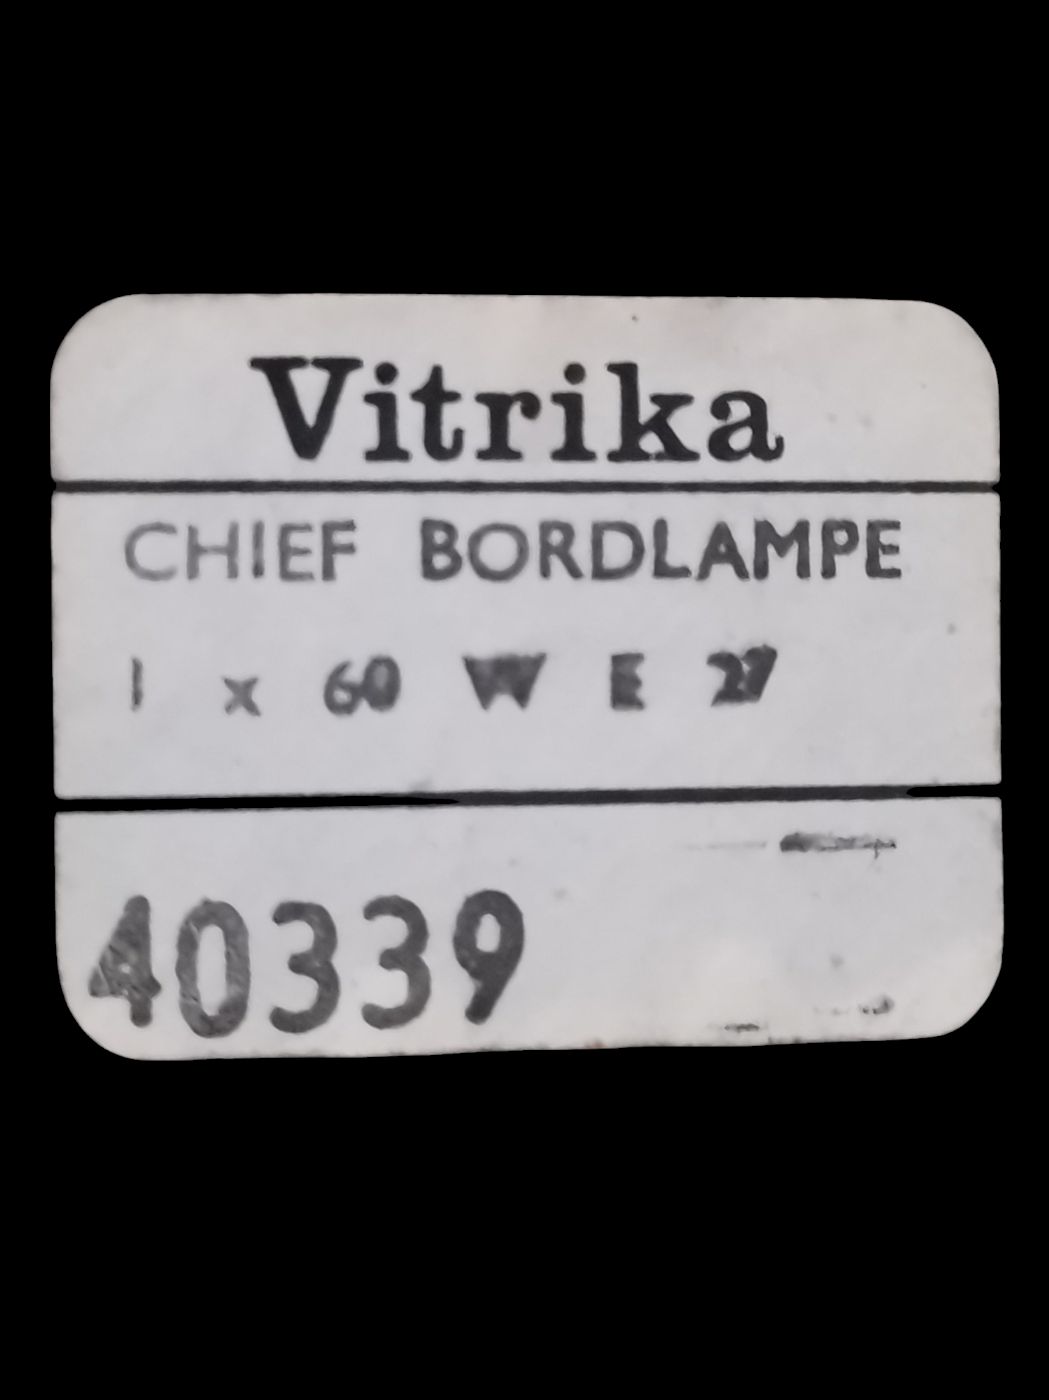 Vitrika
CHIEF BORDLAMPE
1 x 60 W E 27
40339